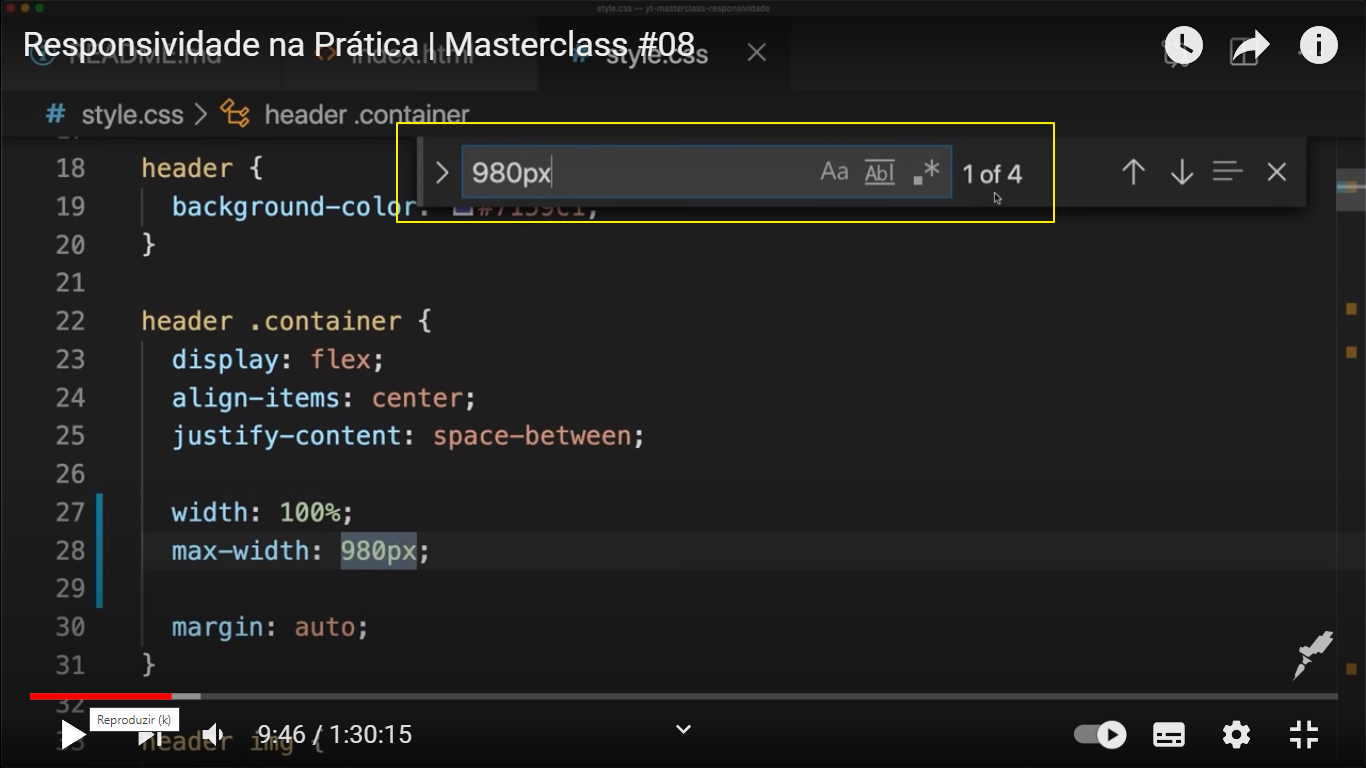 style.css — yt-masterclass-responsividade
Responsividade na Prática | Masterclass #08
README.md
index.html
# style.css
# style.css > header .container
980px
Aa Abl .* 1 of 4
17
18 header {
19 background-color: #7159c1;
20 }
21
22 header .container {
23 display: flex;
24 align-items: center;
25 justify-content: space-between;
26
27 width: 100%;
28 max-width: 980px;
29
30 margin: auto;
31 }
32
Reproduzir (k)
33 header img {
9:46 / 1:30:15